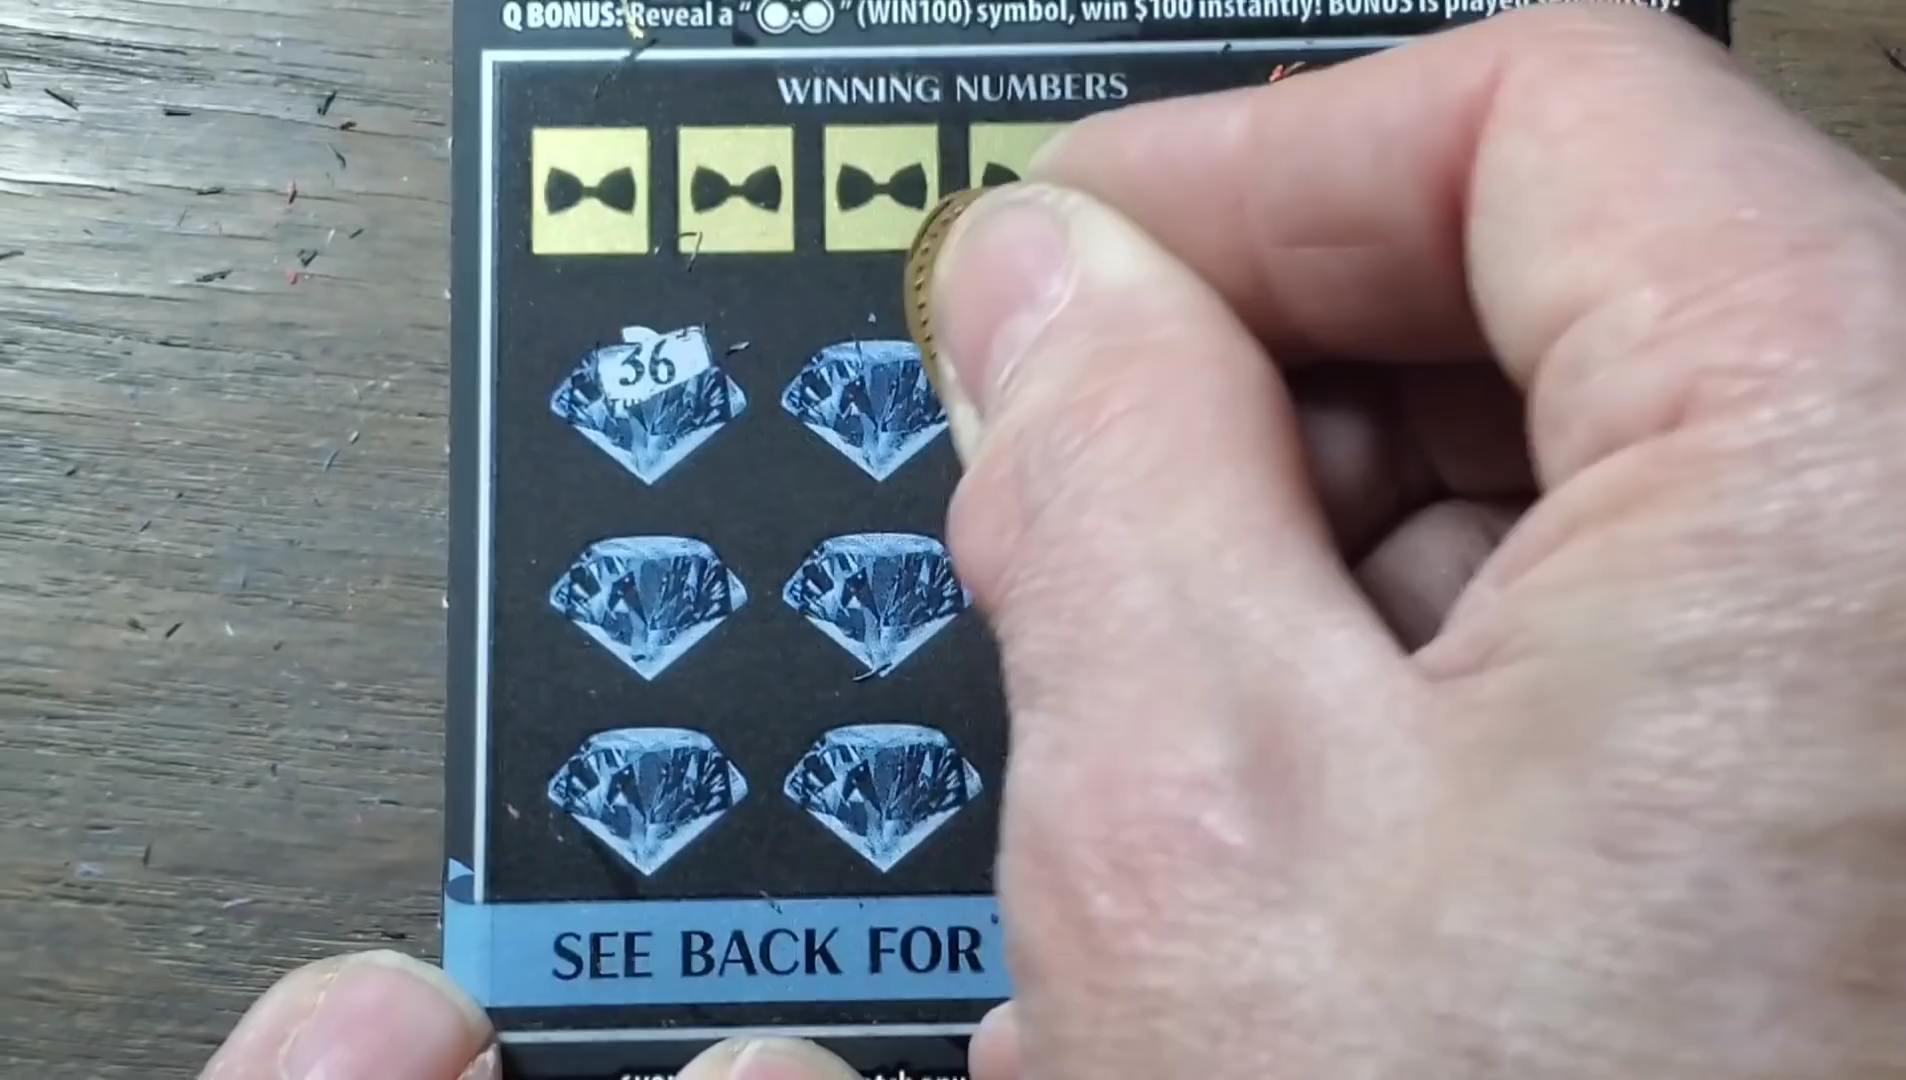 Q BONUS: Reveal a " " (WIN100) symbol, win $100 instantly! BONUS is played
WINNING NUMBERS
36
SEE BACK FOR